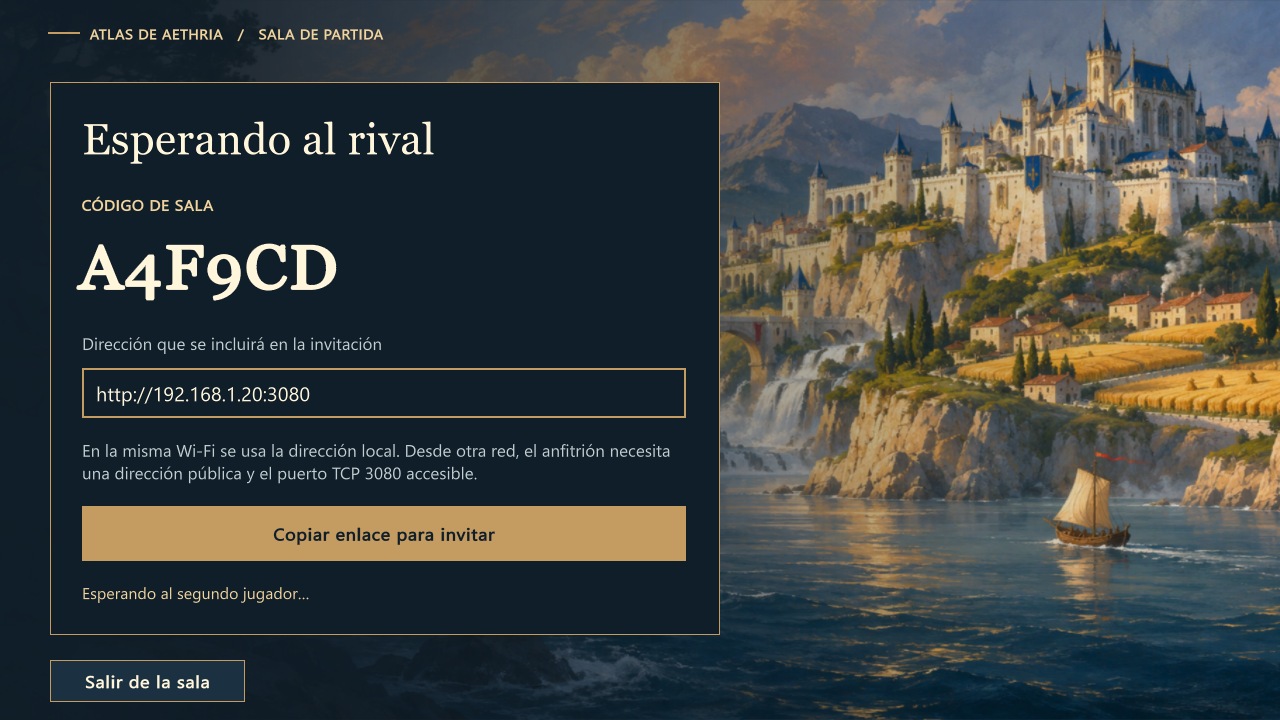 ATLAS DE AETHRIA / SALA DE PARTIDA
Esperando al rival
CÓDIGO DE SALA
A4F9CD
Dirección que se incluirá en la invitación
http://192.168.1.20:3080
En la misma Wi-Fi se usa la dirección local. Desde otra red, el anfitrión necesita
una dirección pública y el puerto TCP 3080 accesible.
Copiar enlace para invitar
Esperando al segundo jugador...
Salir de la sala